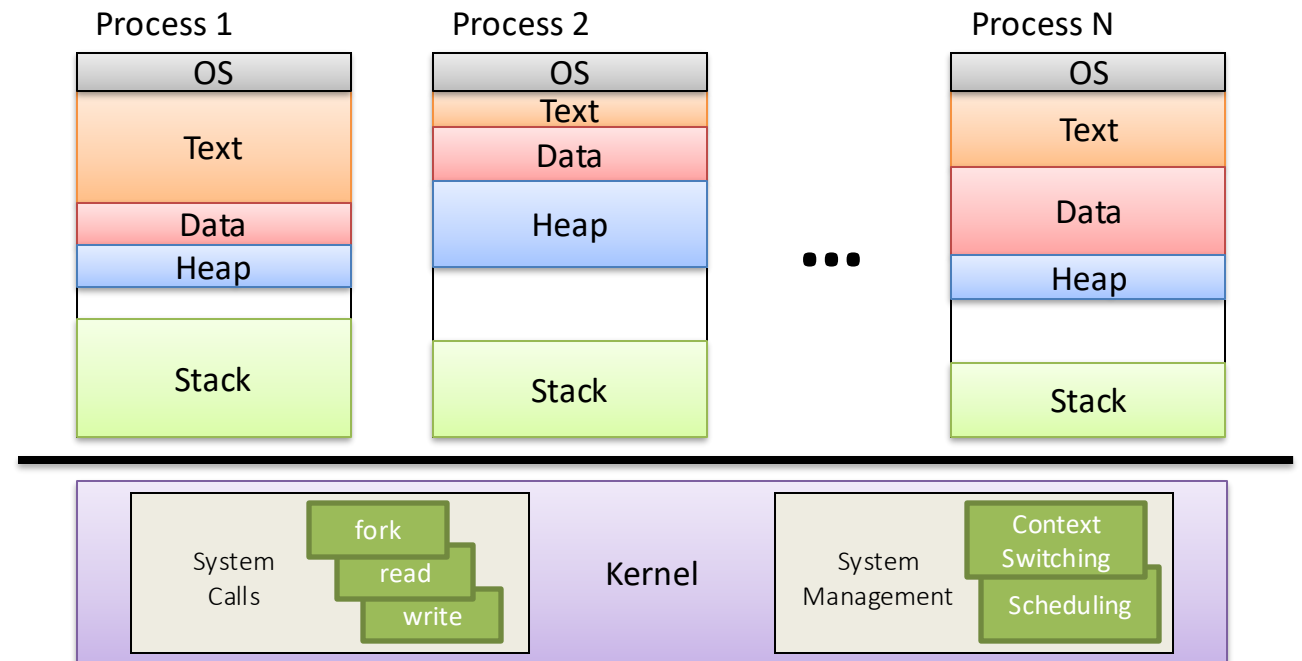 Process 1
OS
Text
Data
Heap
Stack
Process 2
OS
Text
Data
Heap
Stack
...
Process N
OS
Text
Data
Heap
Stack
System
Calls
fork
read
write
Kernel
System
Management
Context
Switching
Scheduling